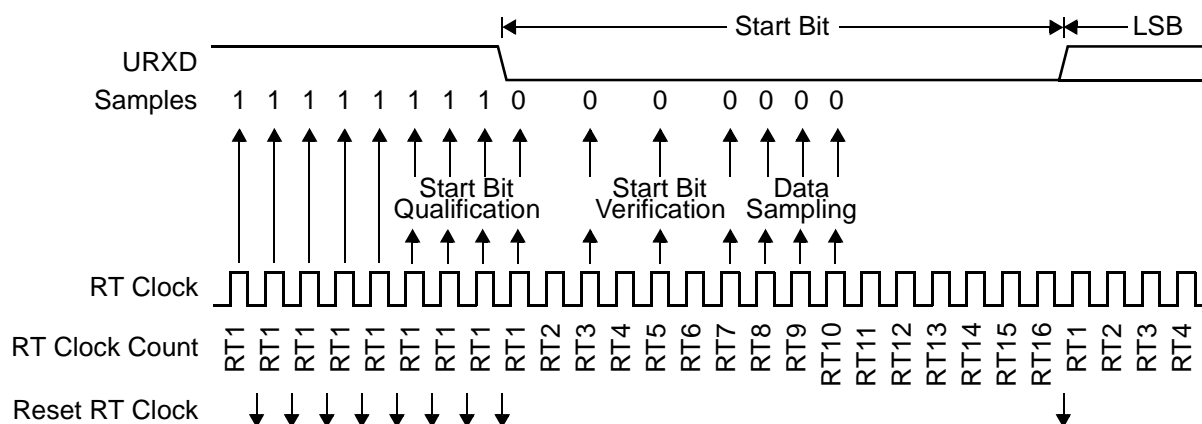 Start Bit LSB
URXD
Samples 1 1 1 1 1 1 1 1 0 0 0 0 0 0 0
Start Bit Qualification
Start Bit Verification
Data Sampling
RT Clock
RT Clock Count RT1 RT1 RT1 RT1 RT1 RT1 RT1 RT1 RT1 RT2 RT3 RT4 RT5 RT6 RT7 RT8 RT9 RT10 RT11 RT12 RT13 RT14 RT15 RT16 RT1 RT2 RT3 RT4
Reset RT Clock